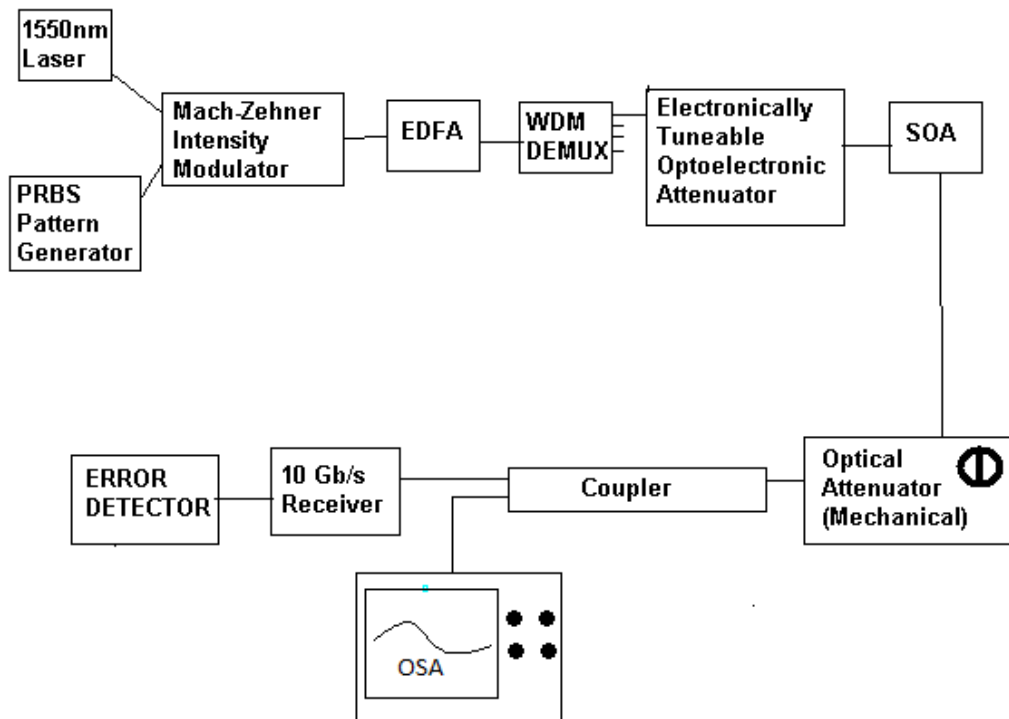 1550nm
Laser
Mach-Zehner
Intensity
Modulator
PRBS
Pattern
Generator
EDFA
WDM
DEMUX
Electronically
Tuneable
Optoelectronic
Attenuator
SOA
ERROR
DETECTOR
10 Gb/s
Receiver
Coupler
Optical
Attenuator
(Mechanical)
OSA